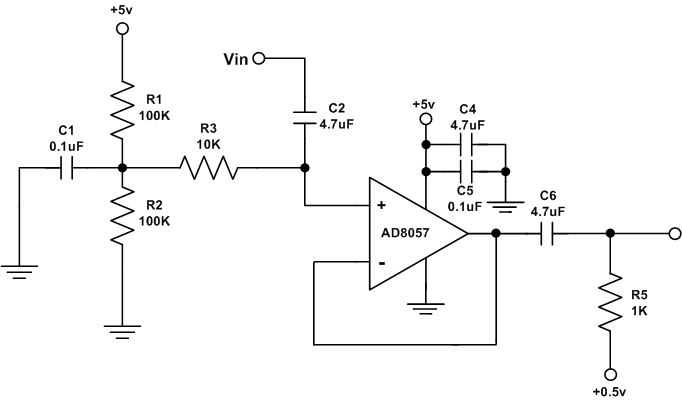 +5v
Vin
R1
100K
C2
4.7uF
+5v
C4
4.7uF
C1
0.1uF
R3
10K
C5
0.1uF
R2
100K
C6
4.7uF
+
AD8057
-
R5
1K
+0.5v